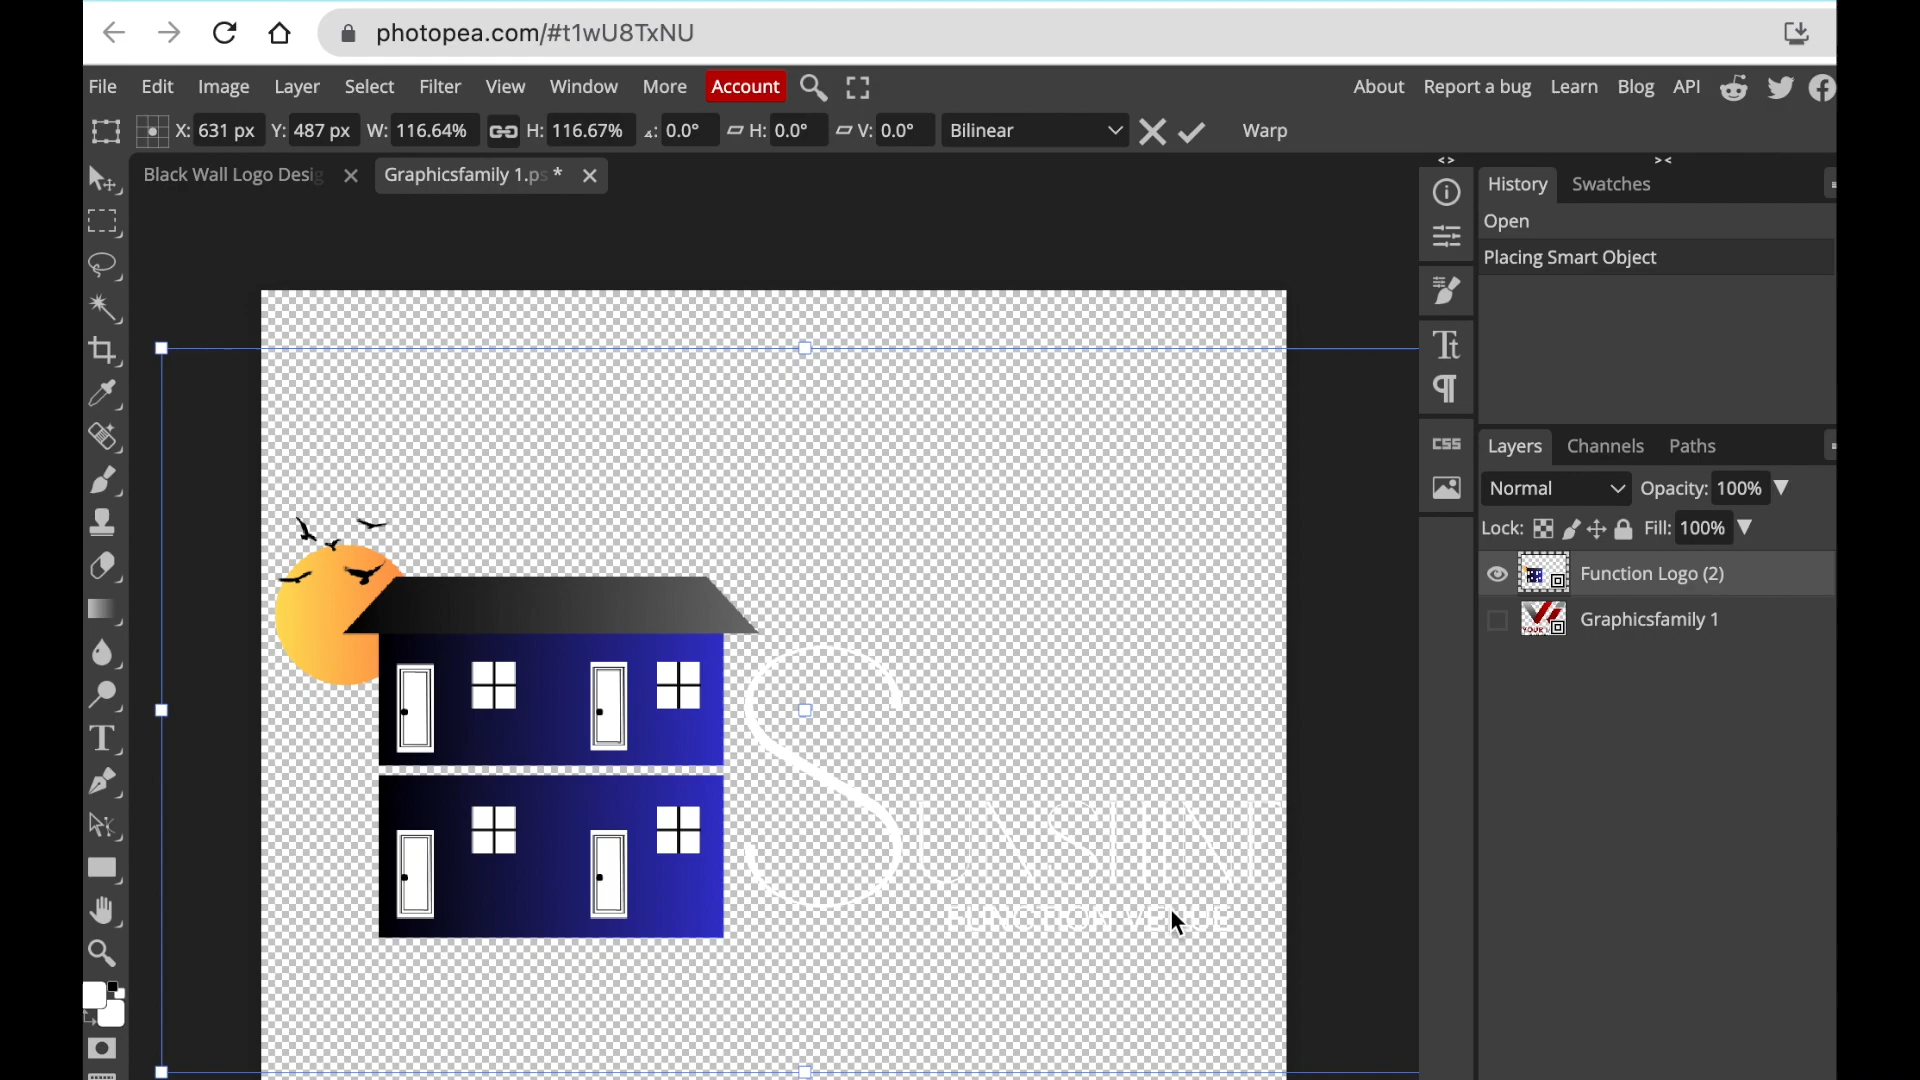 photopea.com/#t1wU8TxNU
File Edit Image Layer Select Filter View Window More Account About Report a bug Learn Blog API
X: 631 px Y: 487 px W: 116.64% H: 116.67% ∡: 0.0° H: 0.0° V: 0.0° Bilinear Warp
Black Wall Logo Desig Graphicsfamily 1.ps *
History Swatches
Open
Placing Smart Object
Tt
CSS
Layers Channels Paths
Normal Opacity: 100%
Lock: Fill: 100%
Function Logo (2)
Graphicsfamily 1
SUNSHINE
FUNCTION VENUE